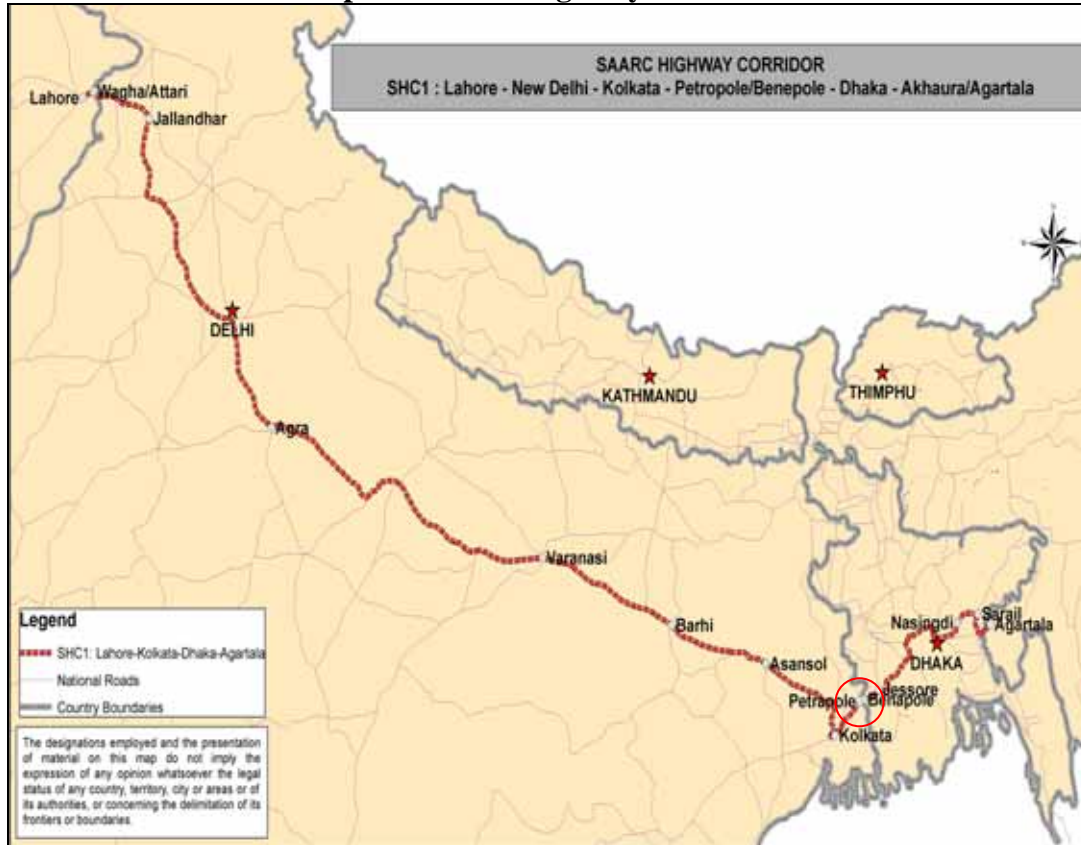 SAARC HIGHWAY CORRIDOR
SHC1 : Lahore - New Delhi - Kolkata - Petropole/Benepole - Dhaka - Akhaura/Agartala
Lahore
Wagha/Attari
Jallandhar
DELHI
KATHMANDU
THIMPHU
Agra
Varanasi
Barhi
Asansol
Nasingdi
Sarail
Agartala
DHAKA
Jessore
Petrapole
Benapole
Kolkata
Legend
SHC1: Lahore-Kolkata-Dhaka-Agartala
National Roads
Country Boundaries
The designations employed and the presentation
of material on this map do not imply the
expression of any opinion whatsoever the legal
status of any country, territory, city or areas or of
its authorities, or concerning the delimitation of its
frontiers or boundaries.